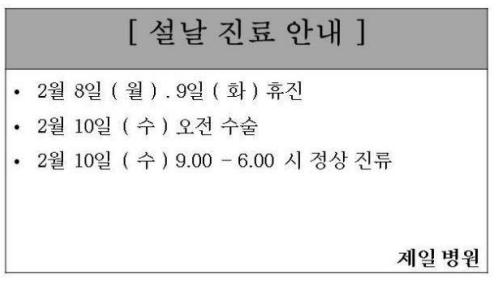 [ 설날 진료 안내 ]
• 2월 8일 ( 월 ) . 9일 ( 화 ) 휴진
• 2월 10일 ( 수 ) 오전 수술
• 2월 10일 ( 수 ) 9.00 - 6.00 시 정상 진류
제일 병원